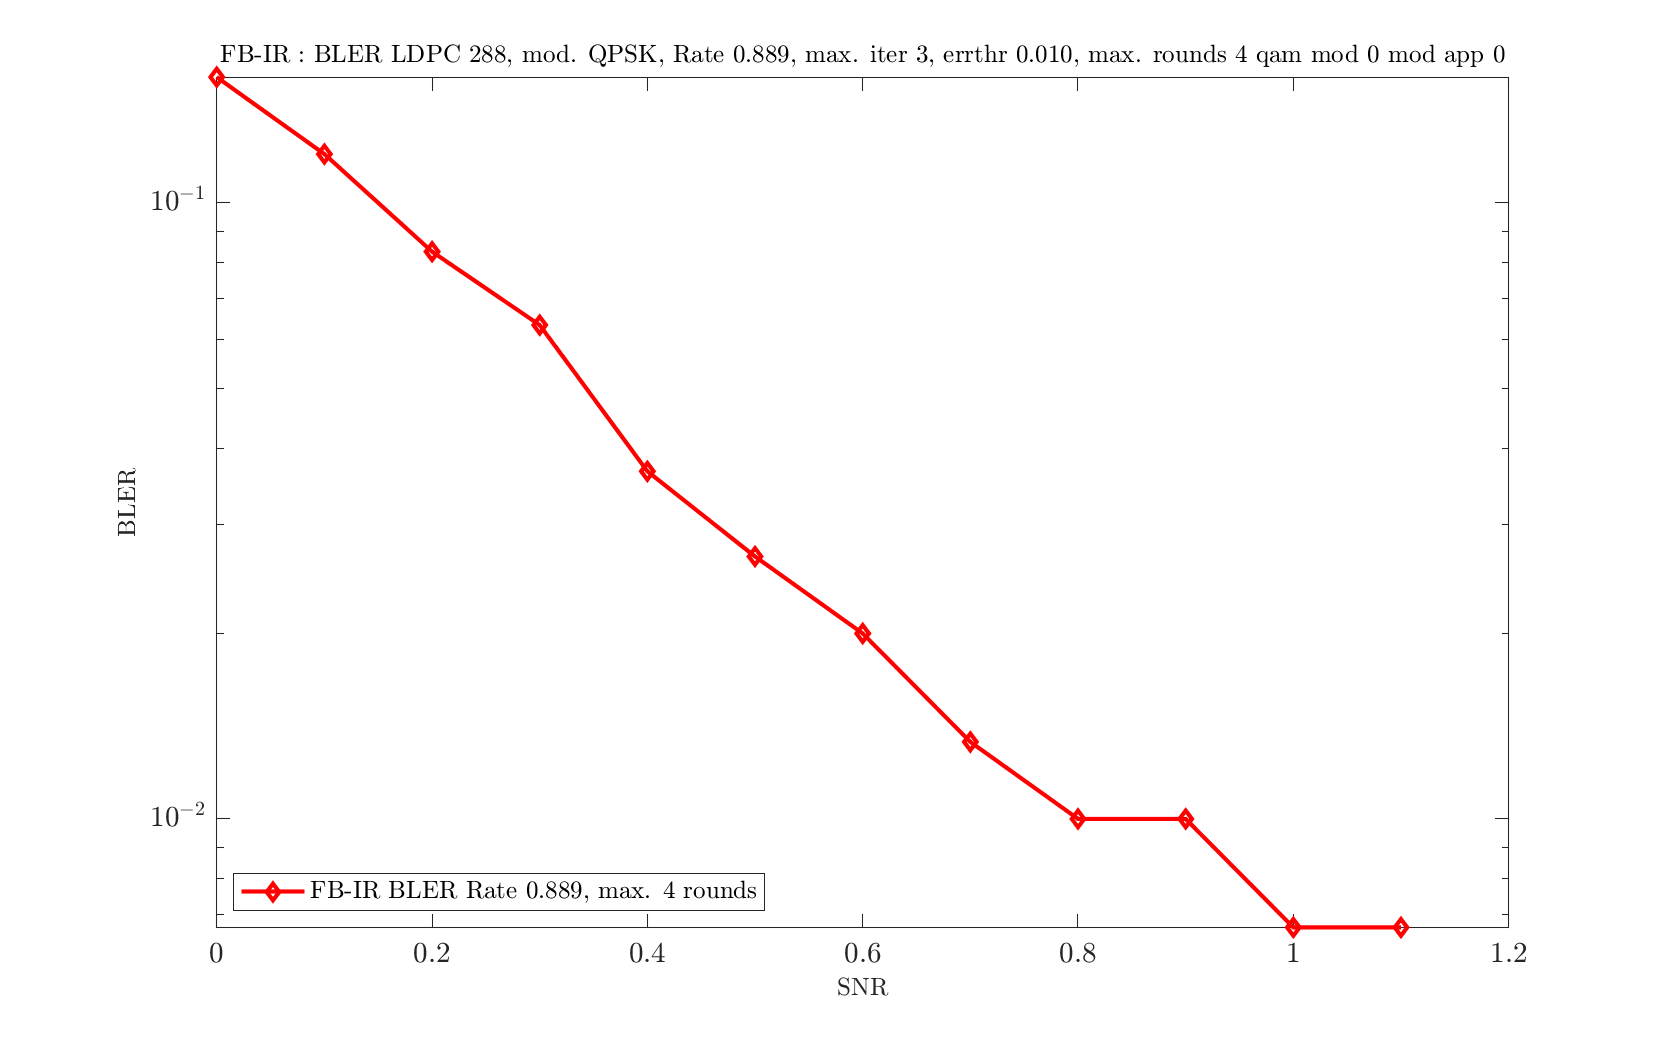 FB-IR : BLER LDPC 288, mod. QPSK, Rate 0.889, max. iter 3, errthr 0.010, max. rounds 4 qam mod 0 mod app 0
10^{-1}
BLER
10^{-2}
FB-IR BLER Rate 0.889, max. 4 rounds
0 0.2 0.4 0.6 0.8 1 1.2
SNR